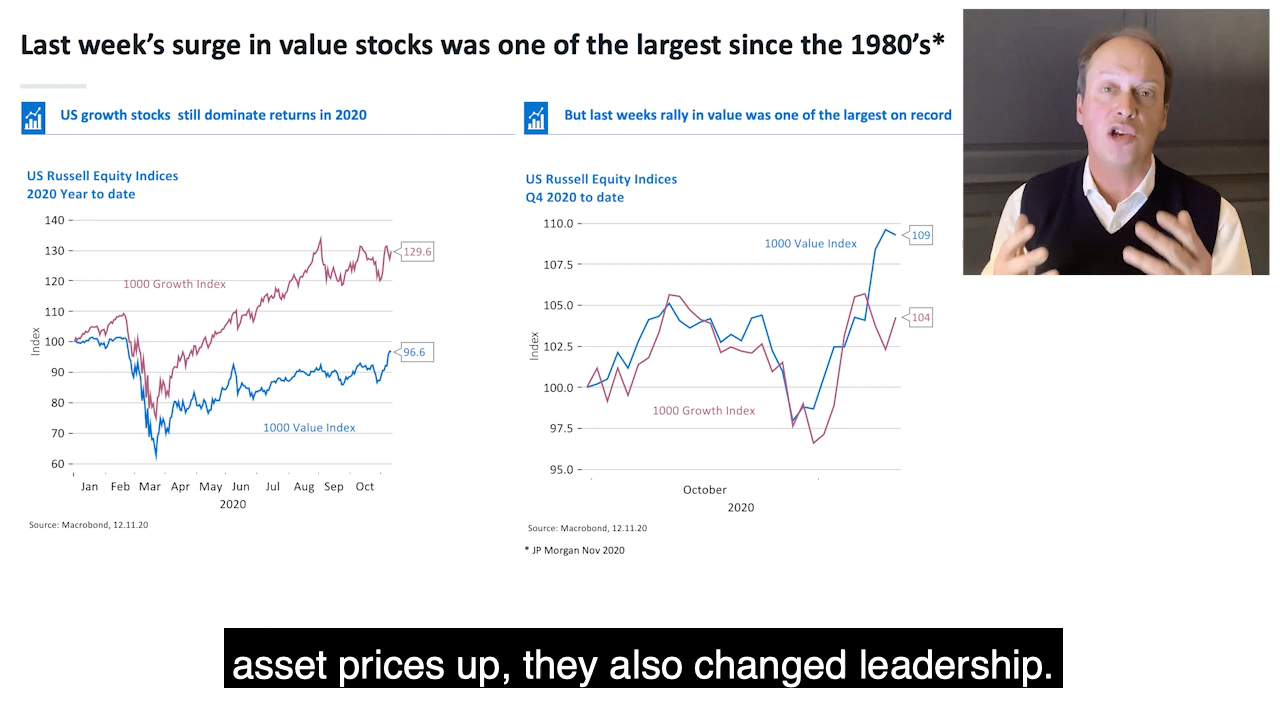 Last week's surge in value stocks was one of the largest since the 1980's*
US growth stocks  still dominate returns in 2020
US Russell Equity Indices
2020 Year to date
140
130
120
110
100
90
80
70
60
Index
129.6
1000 Growth Index
96.6
1000 Value Index
Jan Feb Mar Apr May Jun Jul Aug Sep Oct
2020
Source: Macrobond, 12.11.20
But last weeks rally in value was one of the largest on record
US Russell Equity Indices
Q4 2020 to date
110.0
107.5
105.0
102.5
100.0
97.5
95.0
Index
1000 Value Index
109
104
1000 Growth Index
October
2020
Source: Macrobond, 12.11.20
* JP Morgan Nov 2020
asset prices up, they also changed leadership.